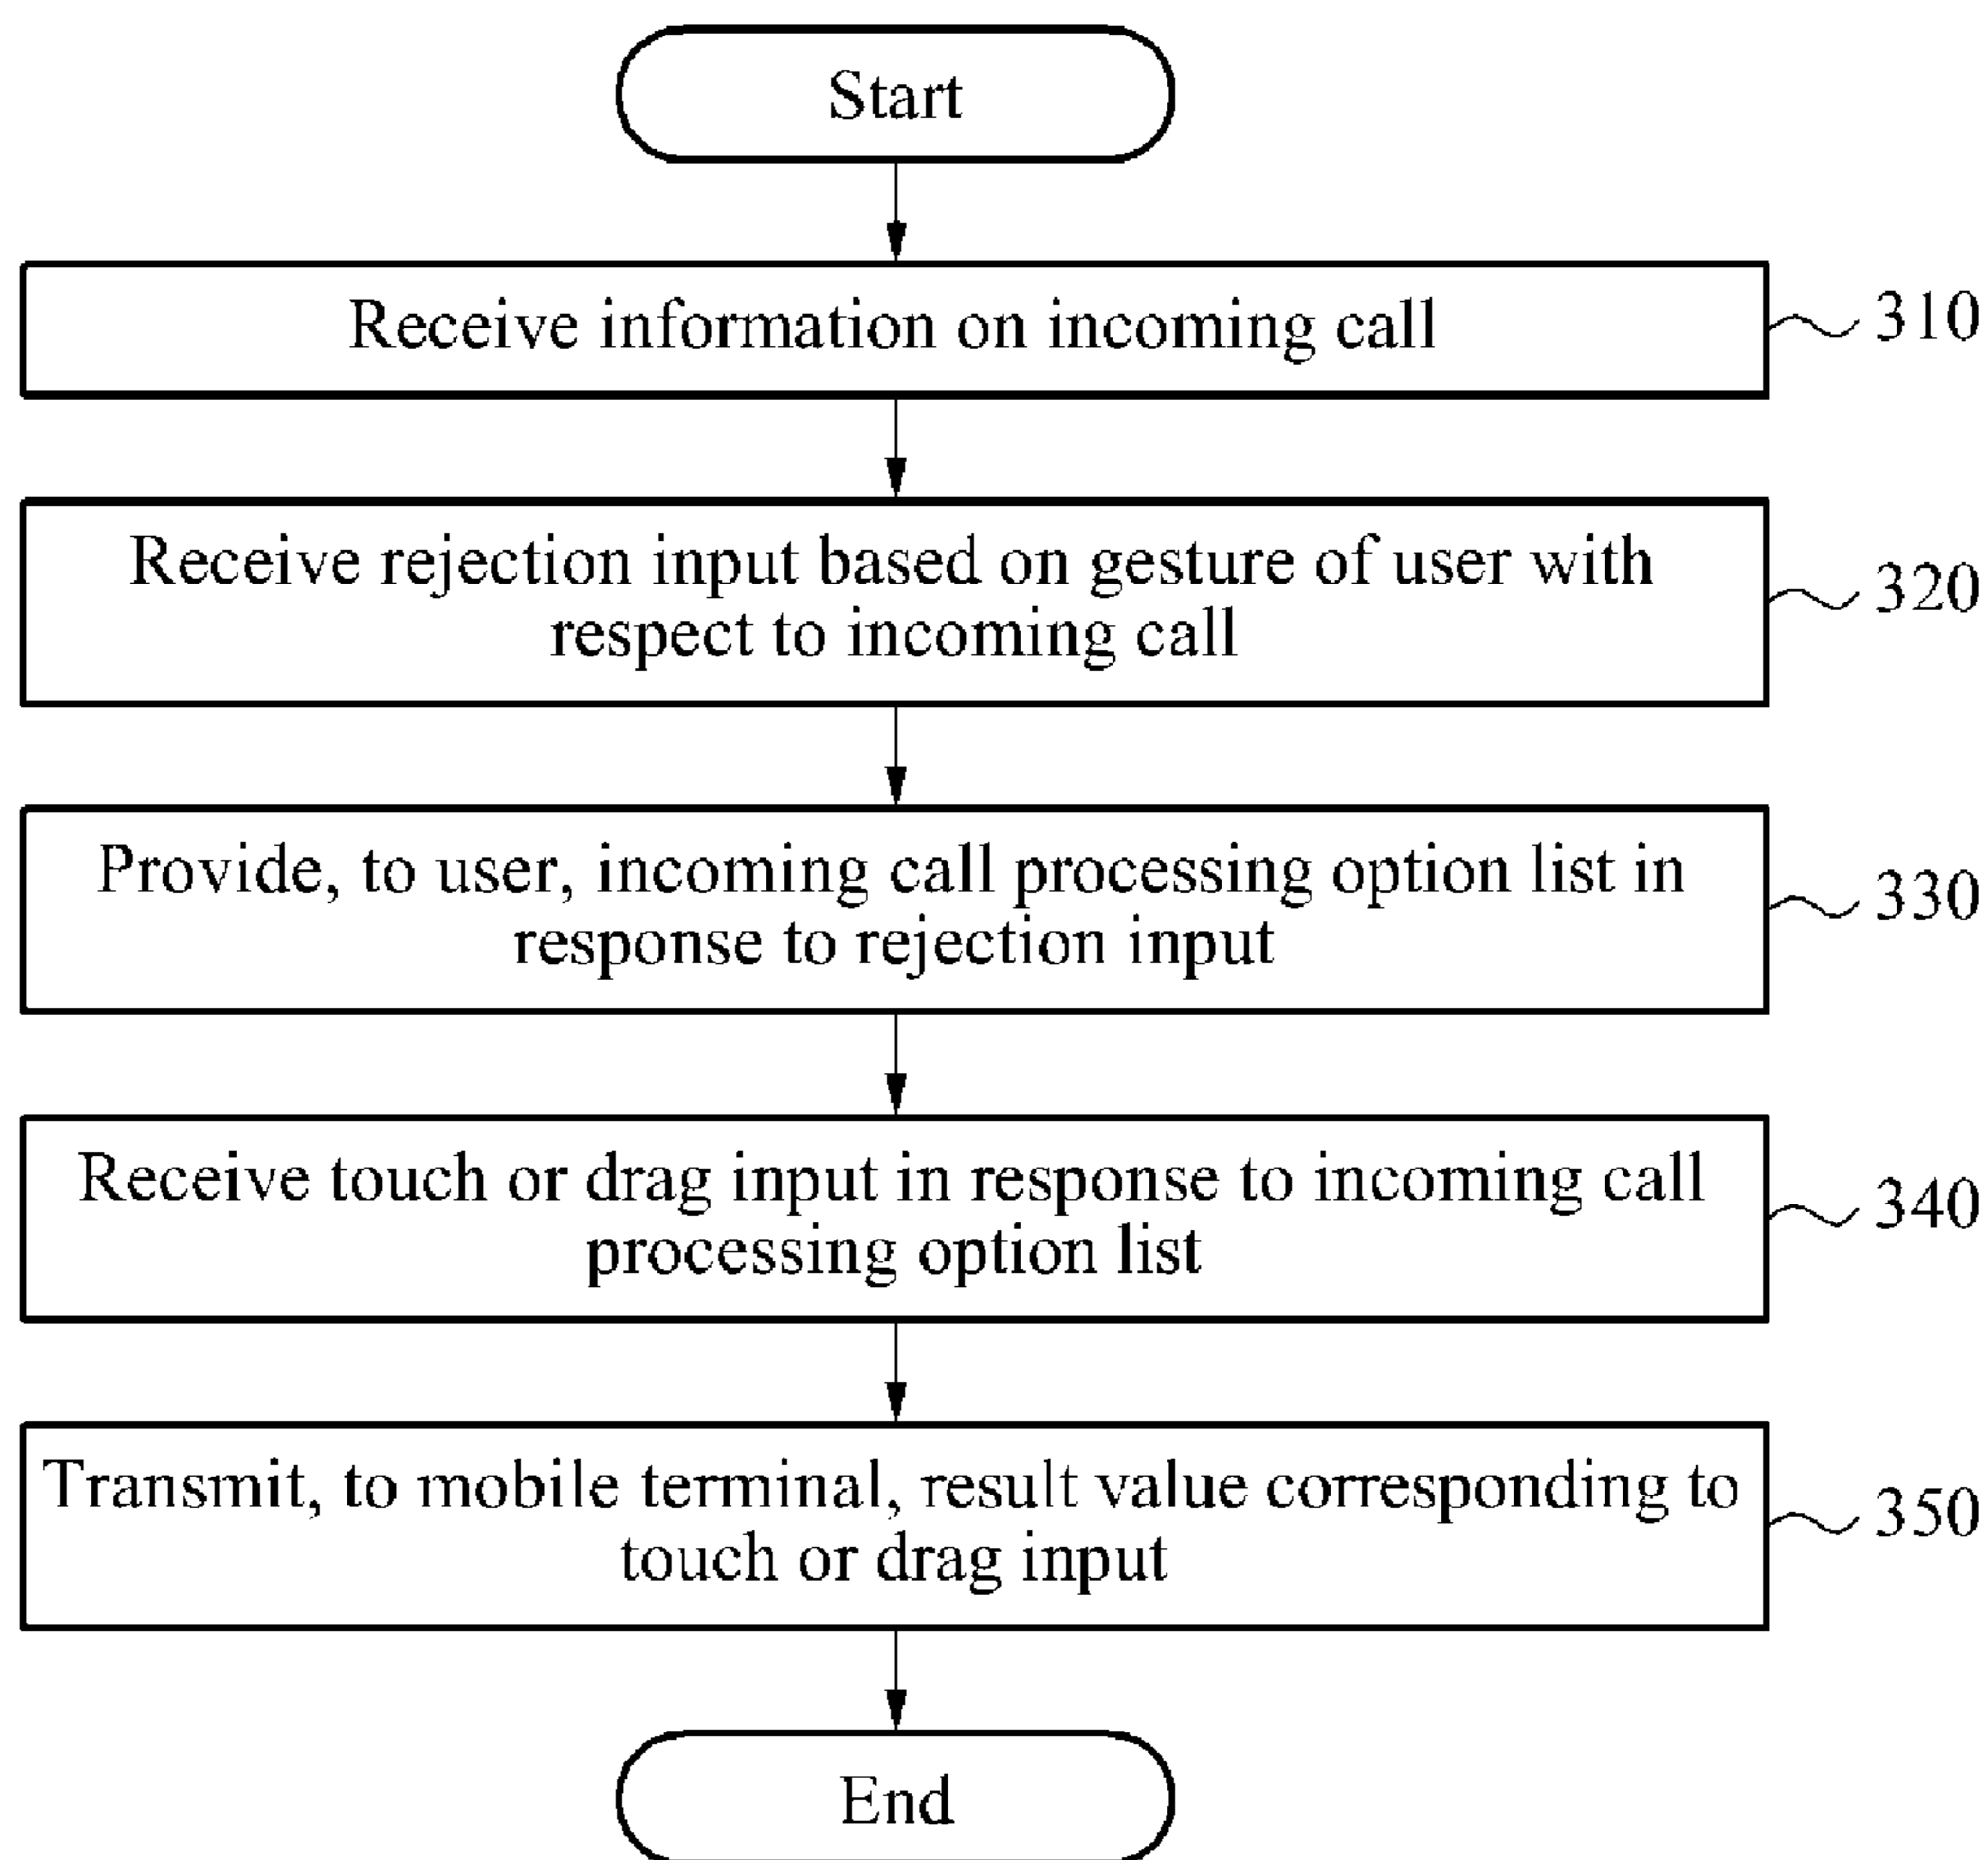 Start
Receive information on incoming call
310
Receive rejection input based on gesture of user with
respect to incoming call
320
Provide, to user, incoming call processing option list in
response to rejection input
330
Receive touch or drag input in response to incoming call
processing option list
340
Transmit, to mobile terminal, result value corresponding to
touch or drag input
350
End